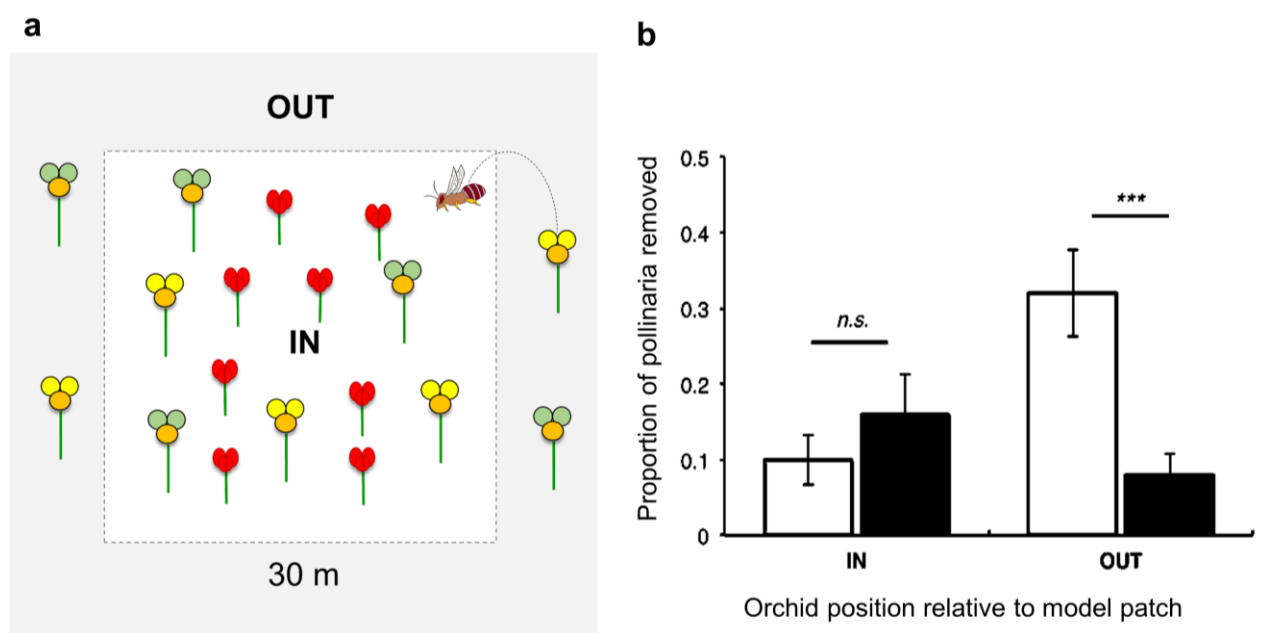 a
OUT
IN
30 m
b
Proportion of pollinaria removed
0.5
0.4
0.3
0.2
0.1
0
n.s.
***
IN
OUT
Orchid position relative to model patch